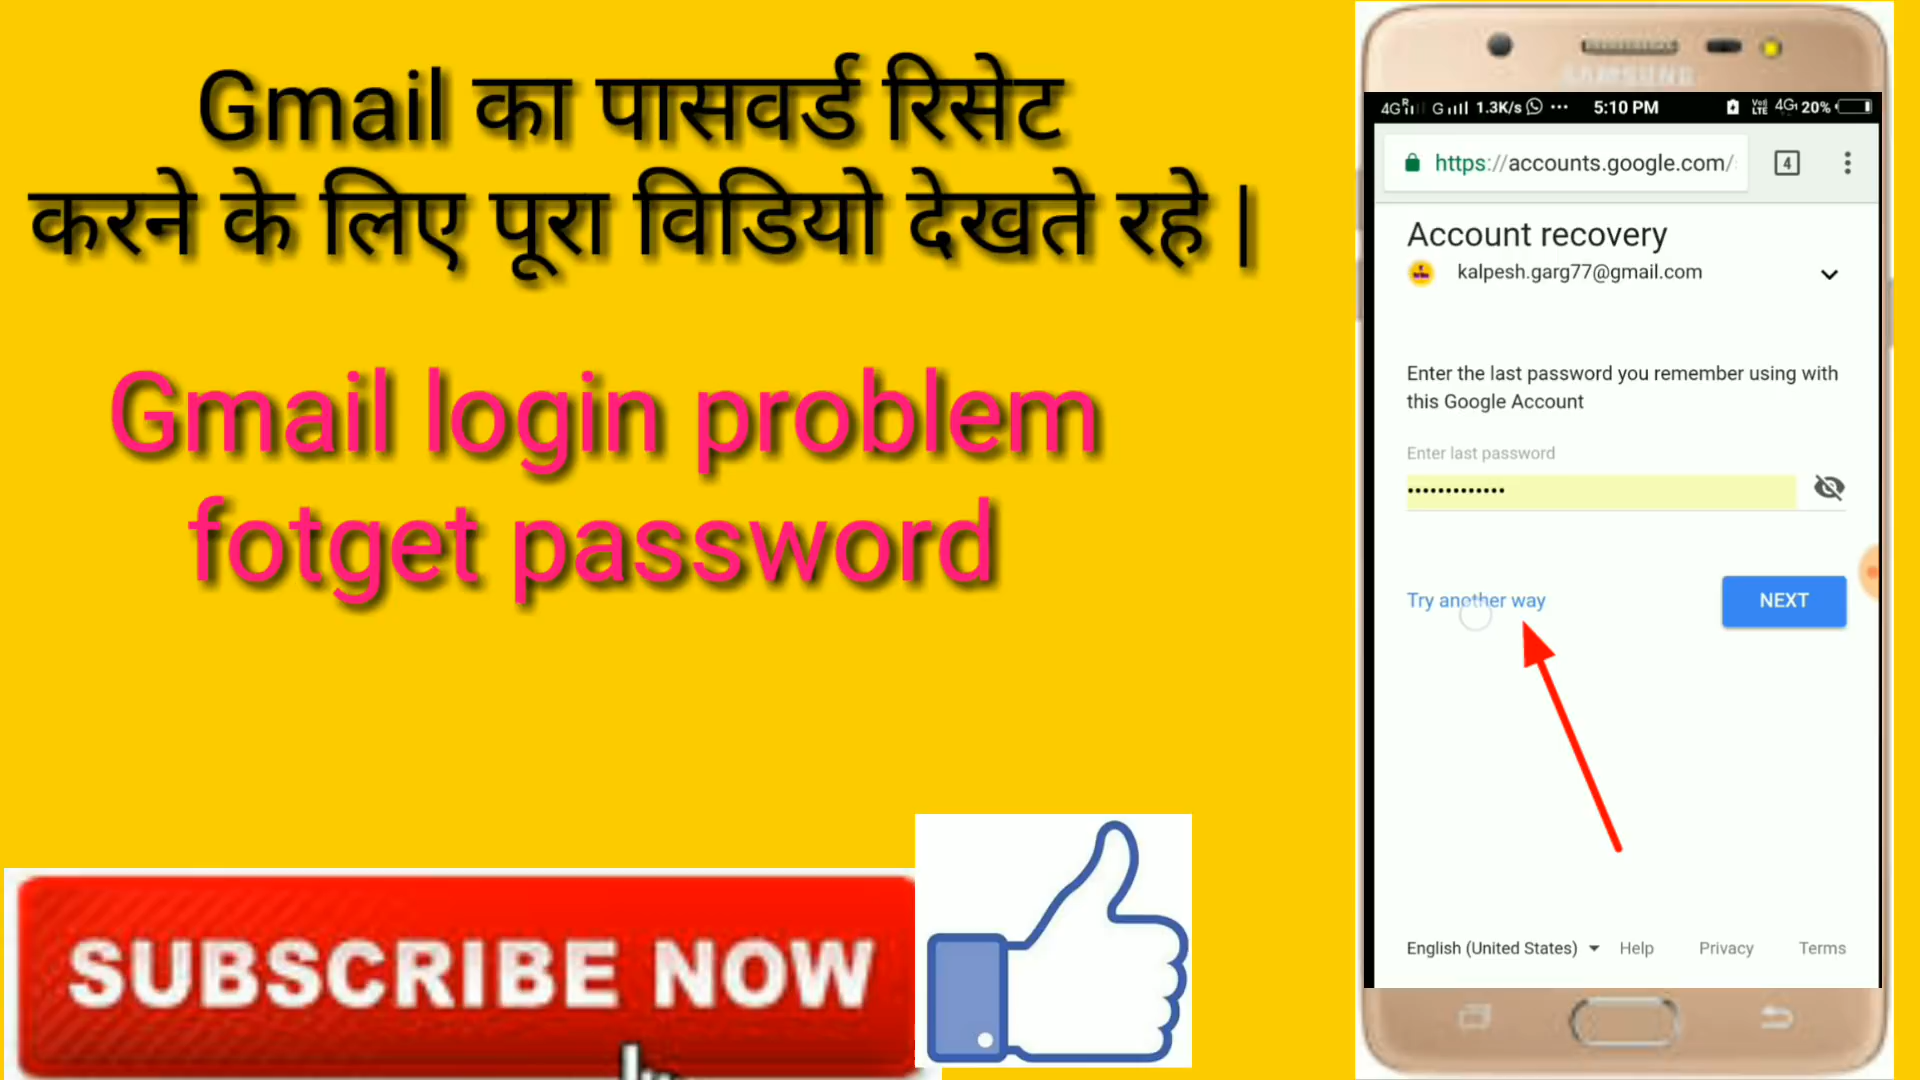 Gmail का पासवर्ड रिसेट
करने के लिए पूरा विडियो देखते रहे |
Gmail login problem
fotget password
SUBSCRIBE NOW
SAMSUNG
4G R G 1.3K/s ... 5:10 PM VoLTE 4G 20%
https://accounts.google.com/
4
Account recovery
kalpesh.garg77@gmail.com
Enter the last password you remember using with
this Google Account
Enter last password
•••••••••••••
Try another way NEXT
English (United States) Help Privacy Terms